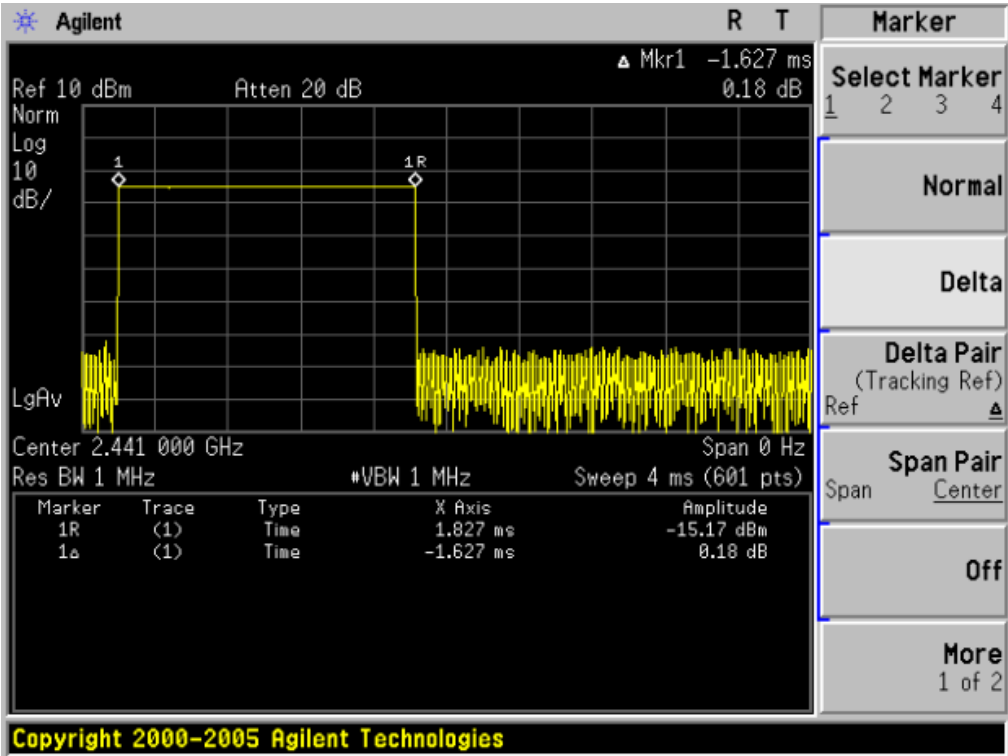 Agilent R T
Δ Mkr1 -1.627 ms
Ref 10 dBm Atten 20 dB 0.18 dB
Norm
Log
10
dB/
1 1R
LgAv
Center 2.441 000 GHz Span 0 Hz
Res BW 1 MHz #VBW 1 MHz Sweep 4 ms (601 pts)
Marker Trace Type X Axis Amplitude
1R (1) Time 1.827 ms -15.17 dBm
1Δ (1) Time -1.627 ms 0.18 dB
Marker
Select Marker
1 2 3 4
Normal
Delta
Delta Pair
(Tracking Ref)
Ref Δ
Span Pair
Span Center
Off
More
1 of 2
Copyright 2000-2005 Agilent Technologies